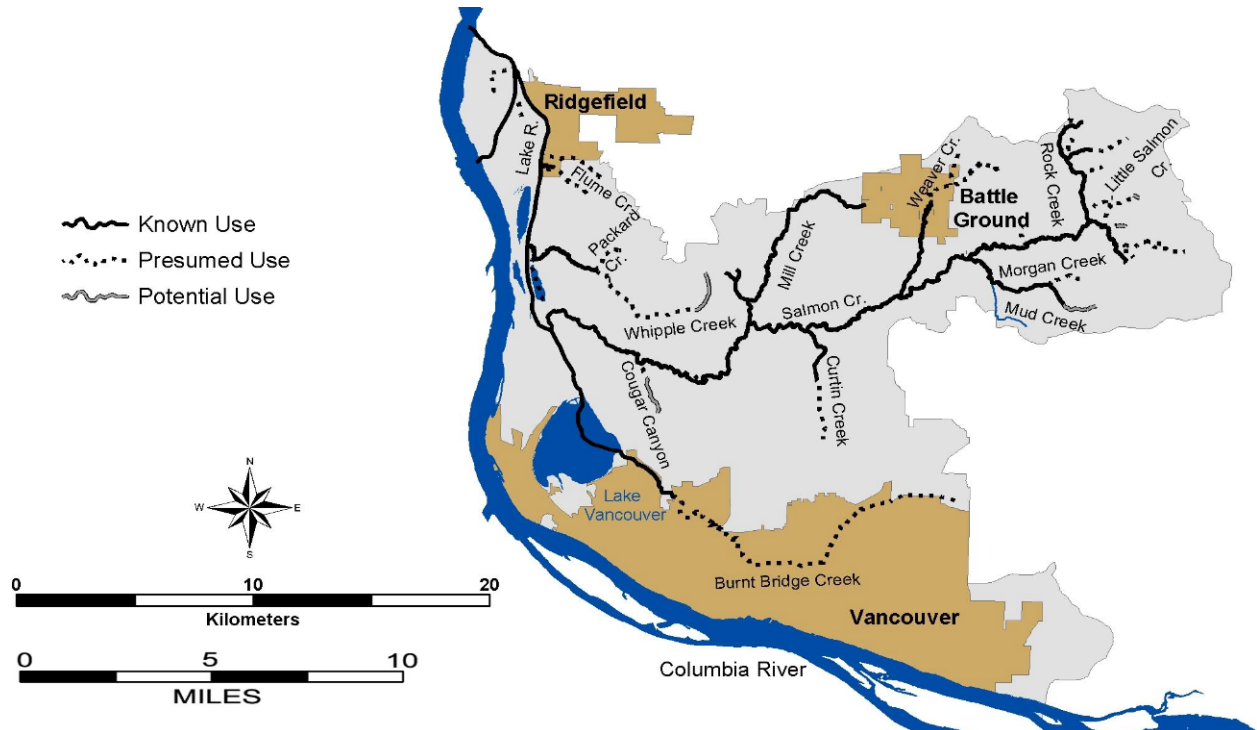 Ridgefield
Lake R.
Flume Cr.
Packard
Cr.
Known Use
Presumed Use
Potential Use
Weaver Cr.
Battle
Ground
Rock Creek
Little Salmon
Cr.
Mill Creek
Morgan Creek
Salmon Cr.
Mud Creek
Whipple Creek
Cougar Canyon
Curtin Creek
N
W
E
S
Lake
Vancouver
0 10 20
Kilometers
Burnt Bridge Creek
Vancouver
0 5 10
MILES
Columbia River